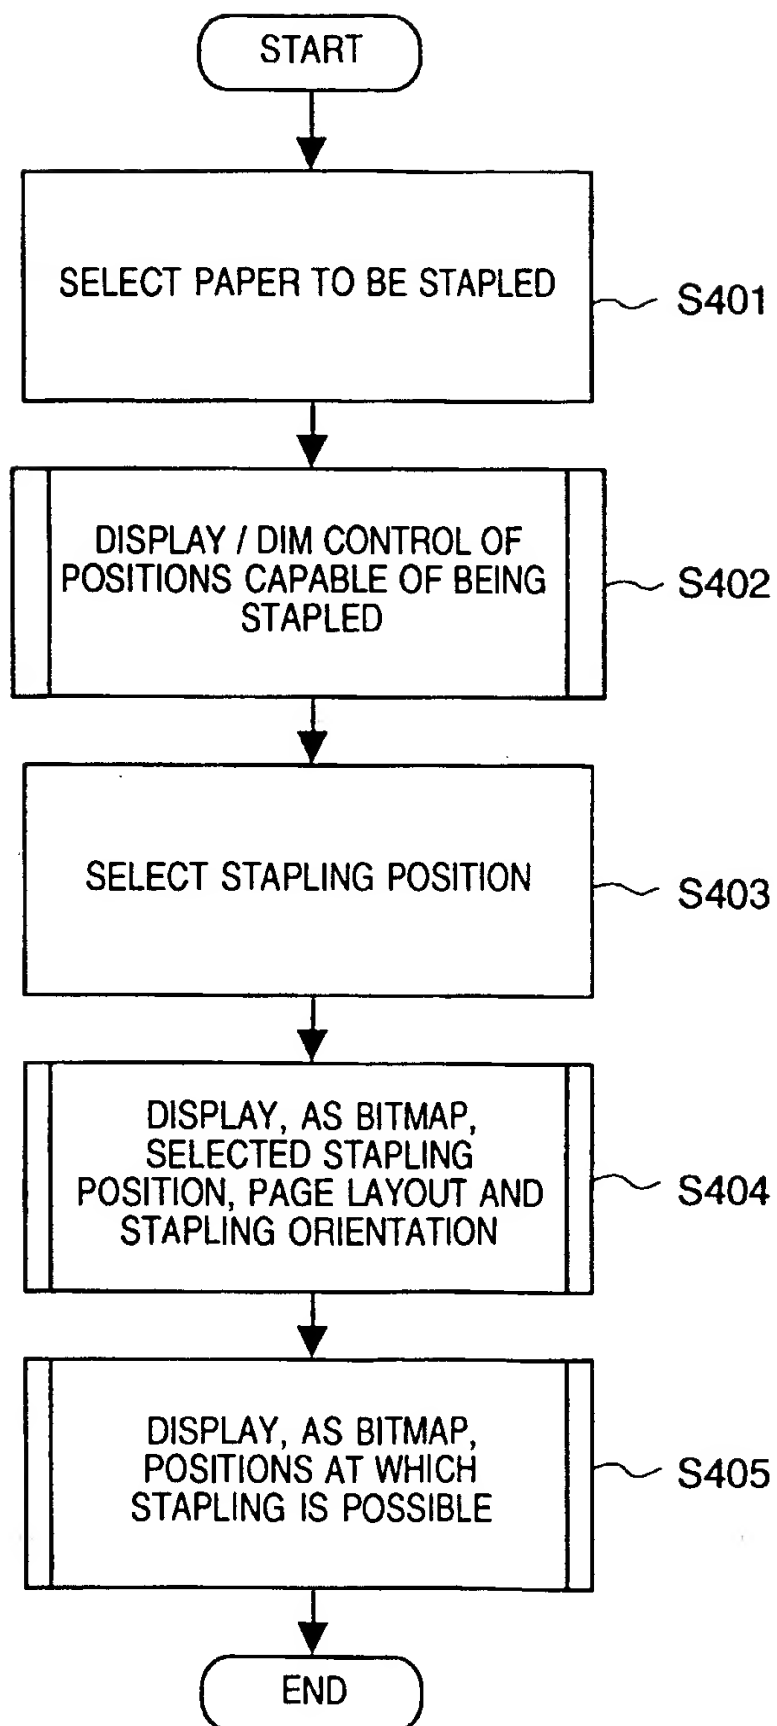 START
SELECT PAPER TO BE STAPLED
S401
DISPLAY / DIM CONTROL OF
POSITIONS CAPABLE OF BEING
STAPLED
S402
SELECT STAPLING POSITION
S403
DISPLAY, AS BITMAP,
SELECTED STAPLING
POSITION, PAGE LAYOUT AND
STAPLING ORIENTATION
S404
DISPLAY, AS BITMAP,
POSITIONS AT WHICH
STAPLING IS POSSIBLE
S405
END